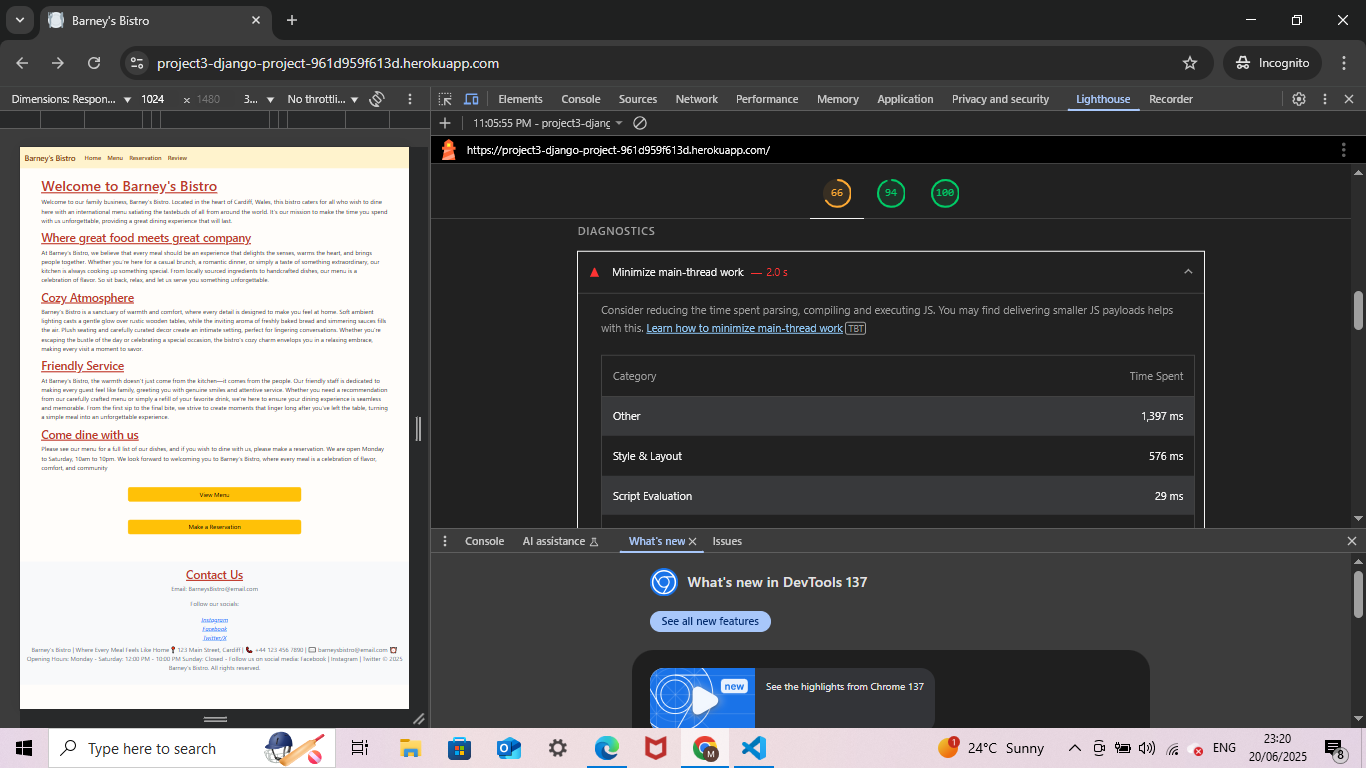 Barney's Bistro
project3-django-project-961d959f613d.herokuapp.com
Incognito
Dimensions: Respon... 1024 × 1480 3... No throttli...
Elements Console Sources Network Performance Memory Application Privacy and security Lighthouse Recorder
11:05:55 PM - project3-djang
https://project3-django-project-961d959f613d.herokuapp.com/
Barney's Bistro Home Menu Reservation Review
Welcome to Barney's Bistro
Welcome to our family business, Barney's Bistro. Located in the heart of Cardiff, Wales, this bistro caters for all who wish to dine
here with an international menu satiating the tastebuds of all from around the world. It's our mission to make the time you spend
with us unforgettable, providing a great dining experience that will last.
Where great food meets great company
At Barney's Bistro, we believe that every meal should be an experience that delights the senses, warms the heart, and brings
people together. Whether you're here for a casual brunch, a romantic dinner, or simply a taste of something extraordinary, our
kitchen is always cooking up something special. From locally sourced ingredients to handcrafted dishes, our menu is a
celebration of flavor. So sit back, relax, and let us serve you something unforgettable.
Cozy Atmosphere
Barney's Bistro is a sanctuary of warmth and comfort, where every detail is designed to make you feel at home. Soft ambient
lighting casts a gentle glow over rustic wooden tables, while the inviting aroma of freshly baked bread and simmering sauces fills
the air. Plush seating and carefully curated decor create an intimate setting, perfect for lingering conversations. Whether you're
escaping the bustle of the day or celebrating a special occasion, the bistro's cozy charm envelops you in a relaxing embrace,
making every visit a moment to savor.
Friendly Service
At Barney's Bistro, the warmth doesn't just come from the kitchen—it comes from the people. Our friendly staff is dedicated to
making every guest feel like family, greeting you with genuine smiles and attentive service. Whether you need a recommendation
from our carefully crafted menu or simply a refill of your favorite drink, we're here to ensure your dining experience is seamless
and memorable. From the first sip to the final bite, we strive to create moments that linger long after you've left the table, turning
a simple meal into an unforgettable experience.
Come dine with us
Please see our menu for a full list of our dishes, and if you wish to dine with us, please make a reservation. We are open Monday
to Saturday, 10am to 10pm. We look forward to welcoming you to Barney's Bistro, where every meal is a celebration of flavor,
comfort, and community
View Menu
Make a Reservation
Contact Us
Email: BarneysBistro@email.com
Follow our socials:
Instagram
Facebook
Twitter/X
Barney's Bistro | Where Every Meal Feels Like Home 📍 123 Main Street, Cardiff | 📞 +44 123 456 7890 | ✉️ barneysbistro@email.com ⏰
Opening Hours: Monday - Saturday: 12:00 PM - 10:00 PM Sunday: Closed - Follow us on social media: Facebook | Instagram | Twitter © 2025
Barney's Bistro. All rights reserved.
66 94 100
DIAGNOSTICS
Minimize main-thread work — 2.0 s
Consider reducing the time spent parsing, compiling and executing JS. You may find delivering smaller JS payloads helps
with this. Learn how to minimize main-thread work TBT
Category Time Spent
Other 1,397 ms
Style & Layout 576 ms
Script Evaluation 29 ms
Console AI assistance What's new Issues
What's new in DevTools 137
See all new features
new
See the highlights from Chrome 137
Type here to search
M
1
24°C Sunny
ENG
23:20
20/06/2025
8